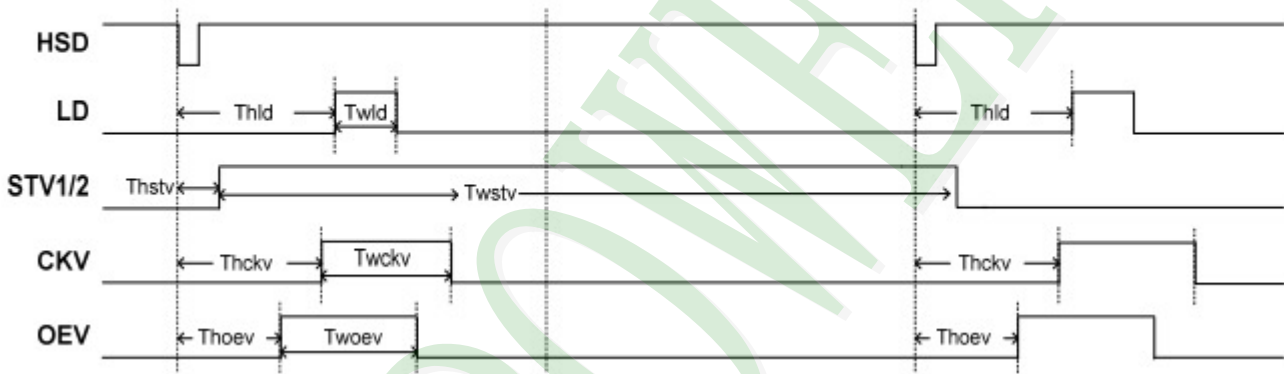 HSD
LD Thld Twld Thld
STV1/2 Thstv Twstv
CKV Thckv Twckv Thckv
OEV Thoev Twoev Thoev